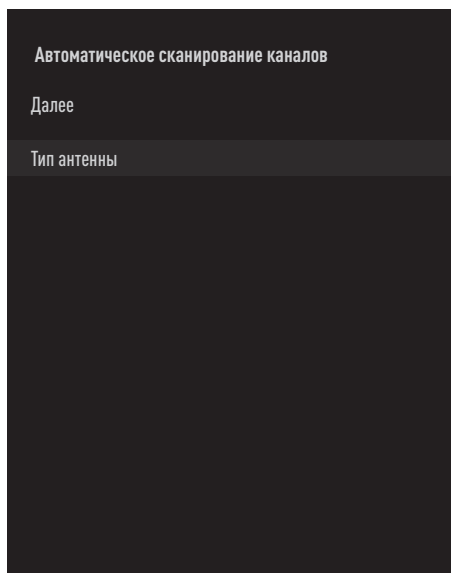 Автоматическое сканирование каналов
Далее
Тип антенны